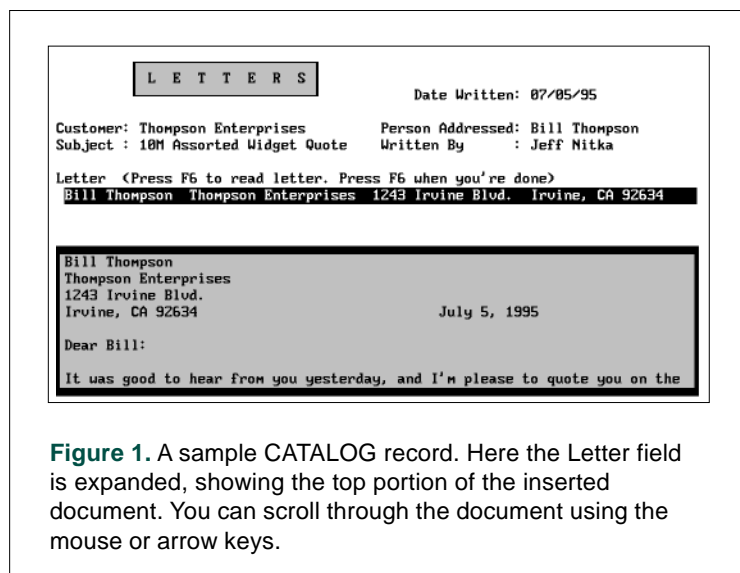 L E T T E R S
Date Written: 07/05/95
Customer: Thompson Enterprises Person Addressed: Bill Thompson
Subject : 10M Assorted Widget Quote Written By : Jeff Nitka
Letter (Press F6 to read letter. Press F6 when you're done)
Bill Thompson Thompson Enterprises 1243 Irvine Blvd. Irvine, CA 92634
Bill Thompson
Thompson Enterprises
1243 Irvine Blvd.
Irvine, CA 92634 July 5, 1995
Dear Bill:
It was good to hear from you yesterday, and I'm please to quote you on the
Figure 1. A sample CATALOG record. Here the Letter field
is expanded, showing the top portion of the inserted
document. You can scroll through the document using the
mouse or arrow keys.